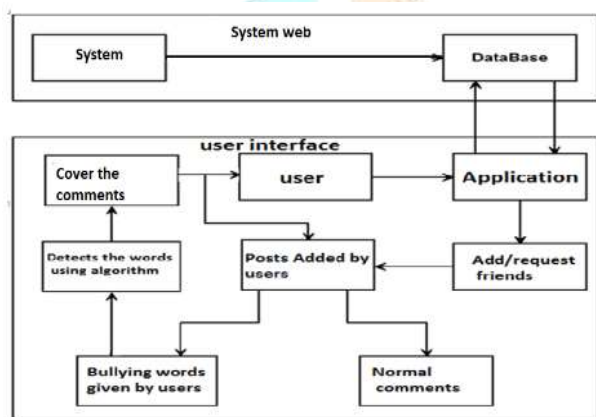 System web
System
DataBase
user interface
Cover the
comments
user
Application
Detects the words
using algorithm
Posts Added by
users
Add/request
friends
Bullying words
given by users
Normal
comments